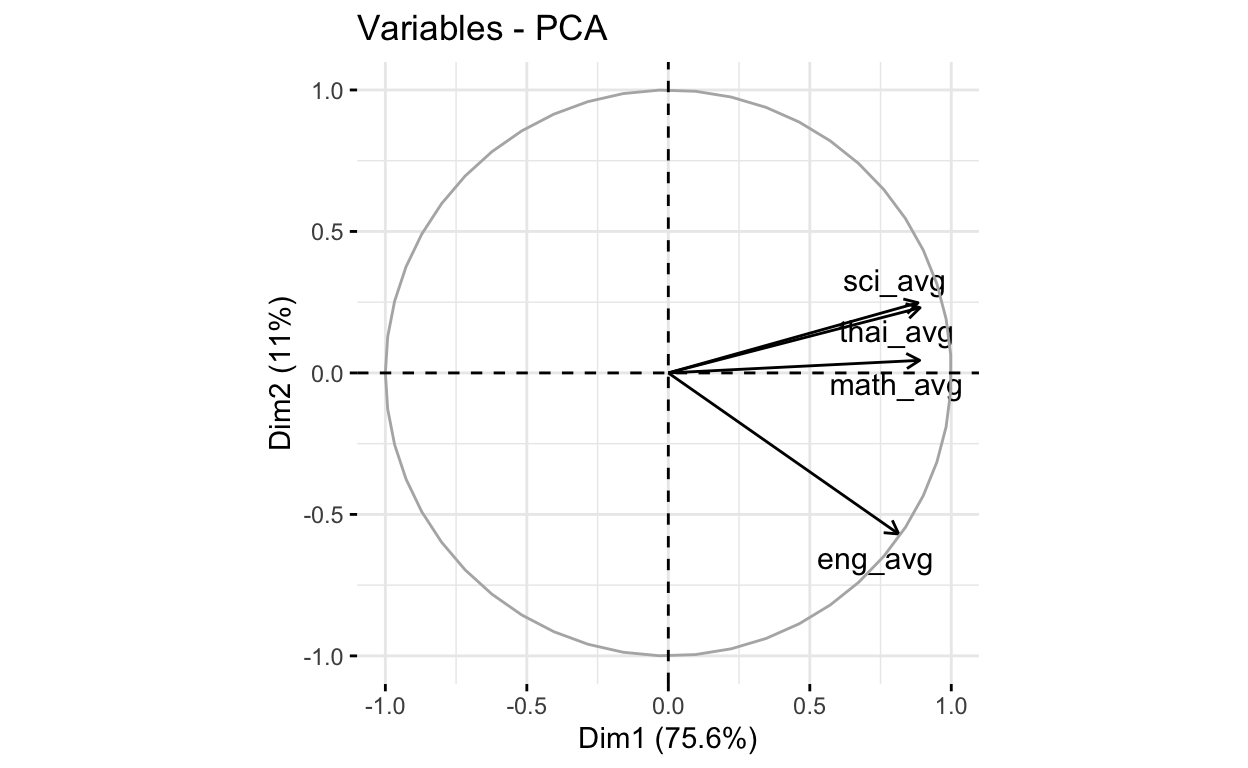 Variables - PCA
1.0
0.5
0.0
-0.5
-1.0
Dim2 (11%)
sci_avg
thai_avg
math_avg
eng_avg
-1.0
-0.5
0.0
0.5
1.0
Dim1 (75.6%)